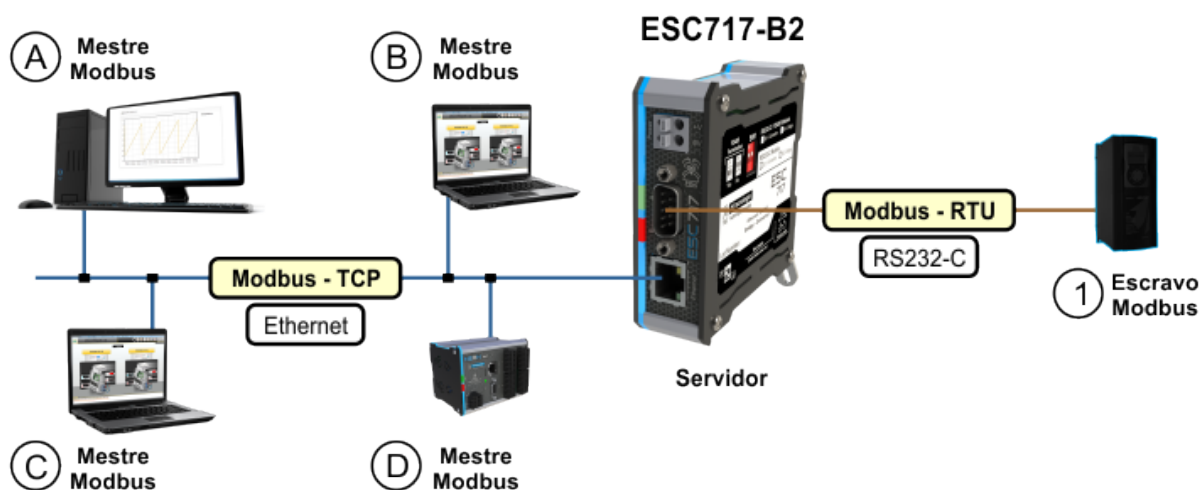 ESC717-B2
A
Mestre
Modbus
B
Mestre
Modbus
ESC717
Modbus - RTU
RS232-C
1
Escravo
Modbus
Modbus - TCP
Ethernet
Servidor
C
Mestre
Modbus
D
Mestre
Modbus